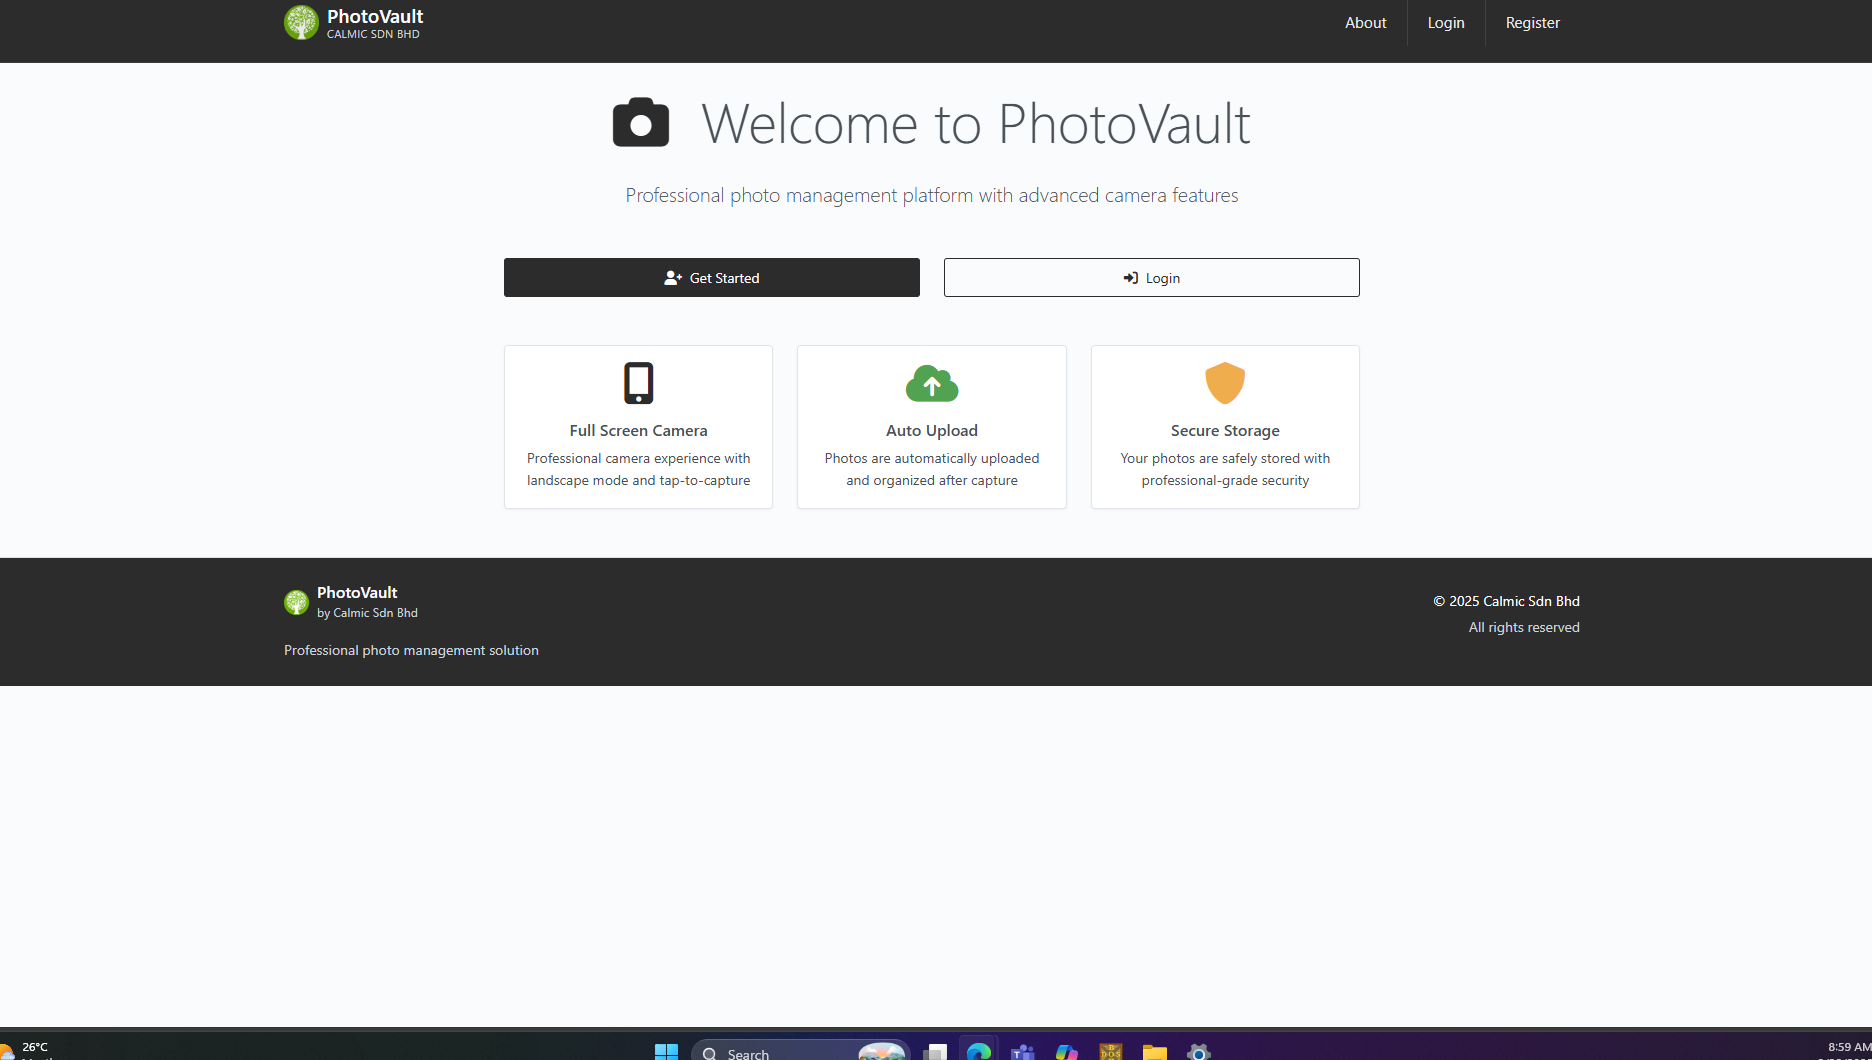 PhotoVault
CALMIC SDN BHD
About
Login
Register
Welcome to PhotoVault
Professional photo management platform with advanced camera features
Get Started
Login
Full Screen Camera
Professional camera experience with
landscape mode and tap-to-capture
Auto Upload
Photos are automatically uploaded
and organized after capture
Secure Storage
Your photos are safely stored with
professional-grade security
PhotoVault
by Calmic Sdn Bhd
Professional photo management solution
© 2025 Calmic Sdn Bhd
All rights reserved
26°C
Search
8:59 AM